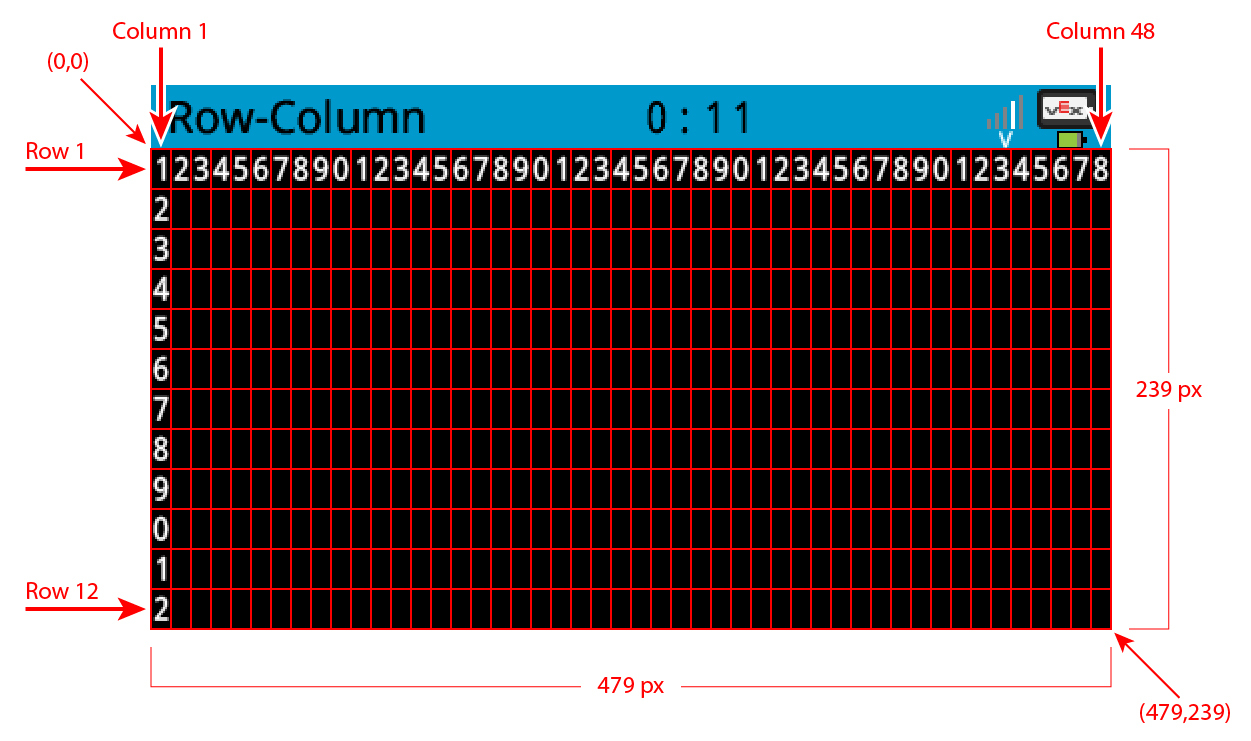 Column 1
Column 48
(0,0)
Row-Column 0:11 VEX
V
Row 1
123456789012345678901234567890123456789012345678
2
3
4
5
6
7
239 px
8
9
0
1
Row 12
2
479 px
(479,239)